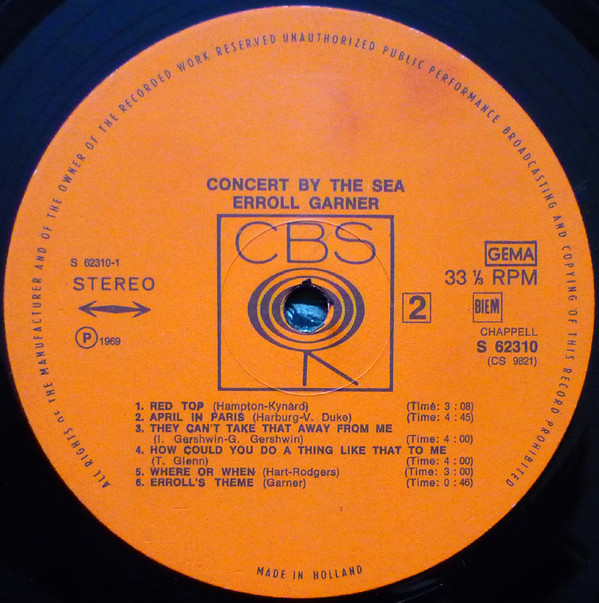 ALL RIGHTS OF THE MANUFACTURER AND OF THE OWNER OF THE RECORDED WORK RESERVED UNAUTHORIZED PUBLIC PERFORMANCE BROADCASTING AND COPYING OF THIS RECORD PROHIBITED
CONCERT BY THE SEA
ERROLL GARNER
CBS
S 62310-1
STEREO
Ⓟ 1969
GEMA
33 ⅓ RPM
2
BIEM
CHAPPELL
S 62310
(CS 9821)
1. RED TOP (Hampton-Kynard) (Time: 3 : 08)
2. APRIL IN PARIS (Harburg-V. Duke) (Time: 4 : 45)
3. THEY CAN'T TAKE THAT AWAY FROM ME
(I. Gershwin-G. Gershwin) (Time: 4 : 00)
4. HOW COULD YOU DO A THING LIKE THAT TO ME
(T. Glenn) (Time: 4 : 00)
5. WHERE OR WHEN (Hart-Rodgers) (Time: 3 : 00)
6. ERROLL'S THEME (Garner) (Time: 0 : 46)
MADE IN HOLLAND